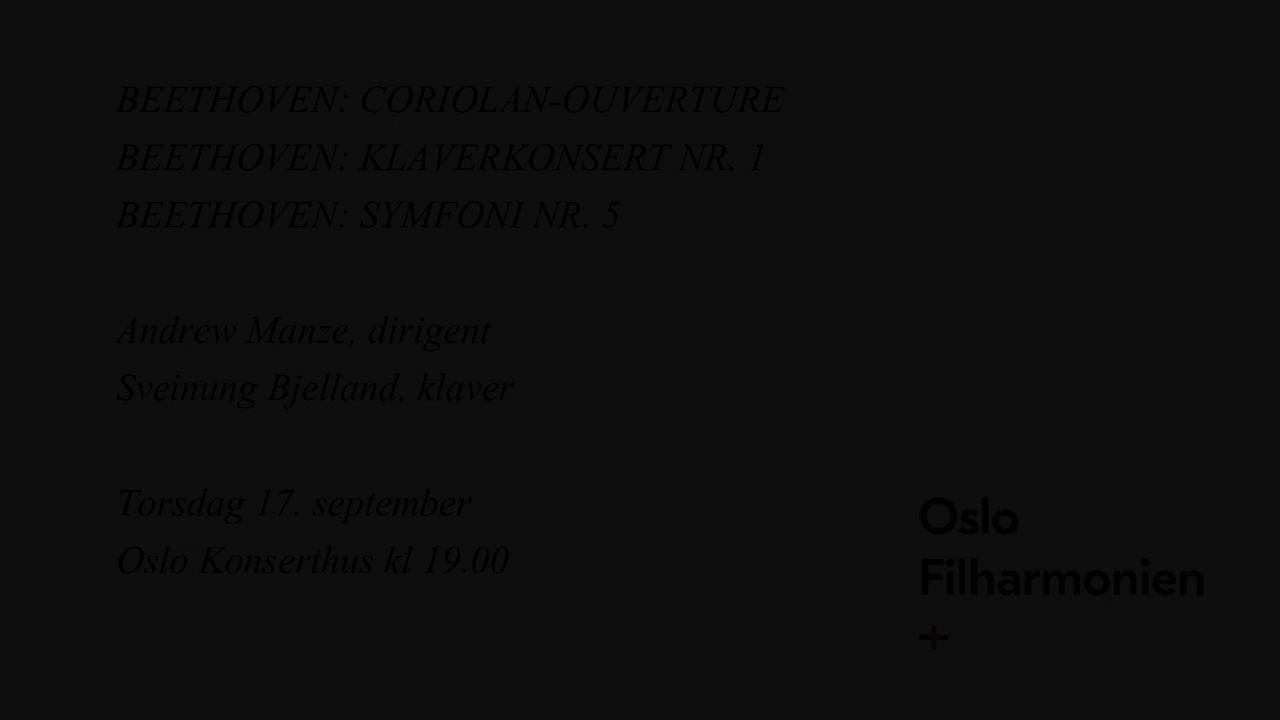 BEETHOVEN: CORIOLAN-OUVERTURE
BEETHOVEN: KLAVERKONSERT NR. 1
BEETHOVEN: SYMFONI NR. 5
Andrew Manze, dirigent
Sveinung Bjelland, klaver
Torsdag 17. september
Oslo Konserthus kl 19.00
Oslo
Filharmonien
+